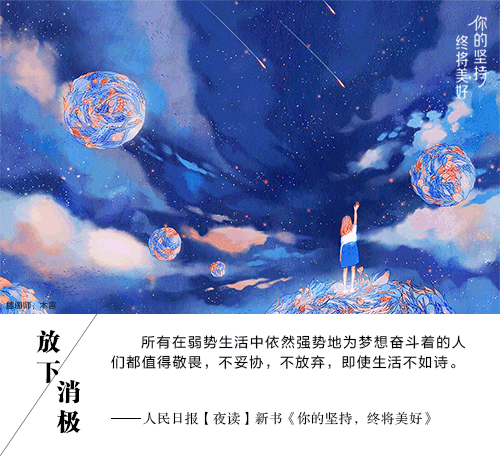 你的坚持，
终将美好
插图师：木言
放下
消极
所有在弱势生活中依然强势地为梦想奋斗着的人
们都值得敬畏，不妥协，不放弃，即使生活不如诗。
——人民日报【夜读】新书《你的坚持，终将美好》